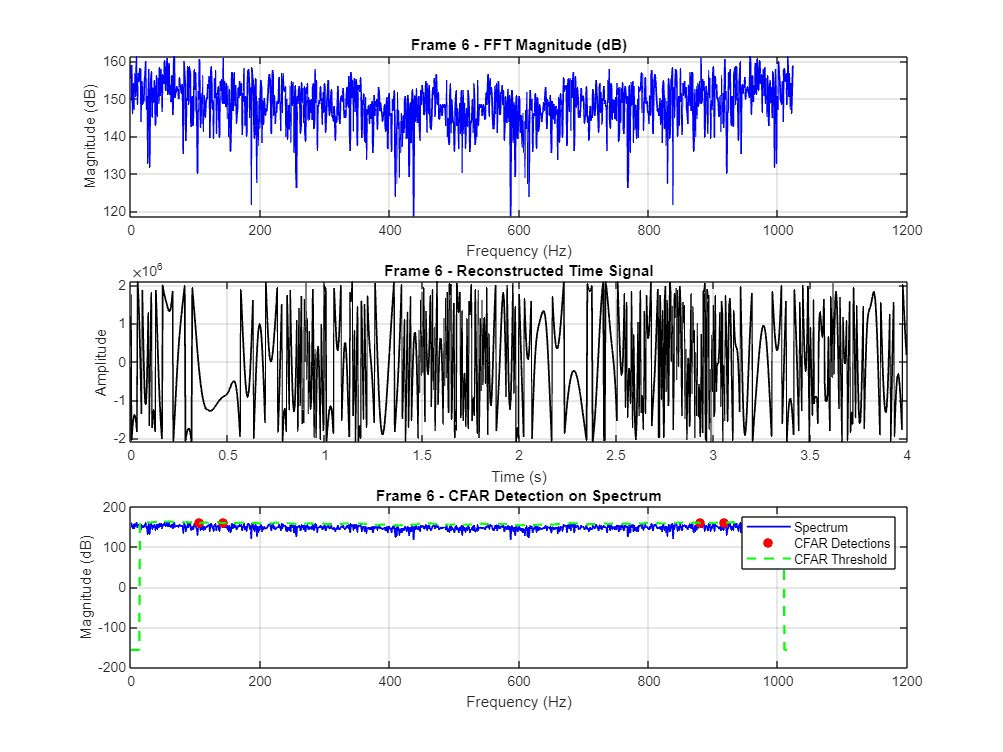 Frame 6 - FFT Magnitude (dB)
Magnitude (dB)
160
150
140
130
120
0 200 400 600 800 1000 1200
Frequency (Hz)
×10⁶ Frame 6 - Reconstructed Time Signal
Amplitude
2
1
0
-1
-2
0 0.5 1 1.5 2 2.5 3 3.5 4
Time (s)
Frame 6 - CFAR Detection on Spectrum
Magnitude (dB)
200
100
0
-100
-200
Spectrum
CFAR Detections
CFAR Threshold
0 200 400 600 800 1000 1200
Frequency (Hz)